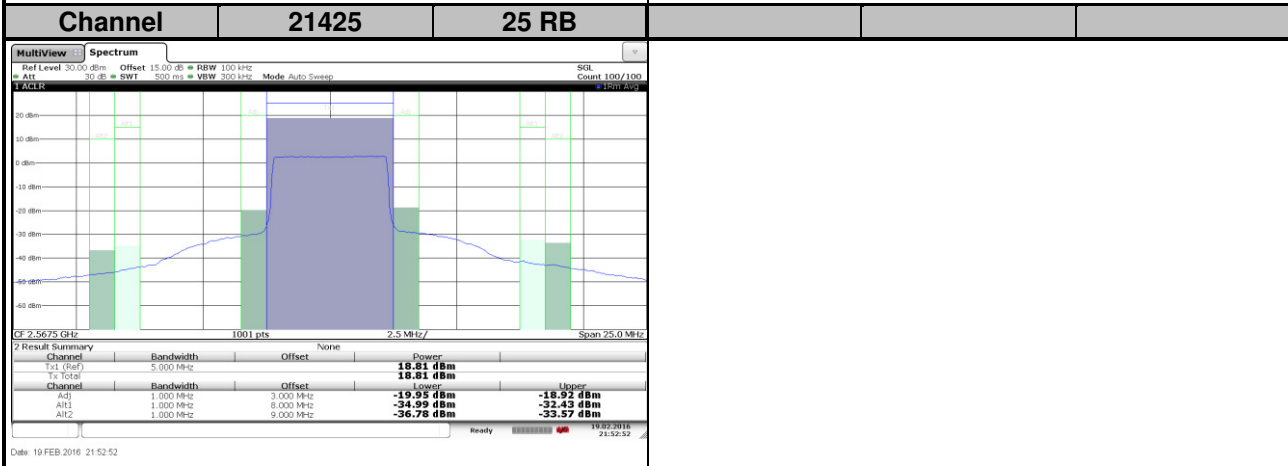 Channel 21425 25 RB
MultiView Spectrum
Ref Level 30.00 dBm Offset 15.00 dB RBW 100 kHz SGL
Att 30 dB SWT 500 ms VBW 300 kHz Mode Auto Sweep Count 100/100
1 ACLR 1Rm Avg
20 dBm
10 dBm
0 dBm
-10 dBm
-20 dBm
-30 dBm
-40 dBm
-50 dBm
-60 dBm
CF 2.5675 GHz 1001 pts 2.5 MHz/ Span 25.0 MHz
2 Result Summary None
Channel Bandwidth Offset Power
Tx1 (Ref) 5.000 MHz 18.81 dBm
Tx Total 18.81 dBm
Channel Bandwidth Offset Lower Upper
Adj 1.000 MHz 3.000 MHz -19.95 dBm -18.92 dBm
Alt1 1.000 MHz 8.000 MHz -34.99 dBm -32.43 dBm
Alt2 1.000 MHz 9.000 MHz -36.78 dBm -33.57 dBm
Ready 19.02.2016
21:52:52
Date: 19.FEB.2016 21:52:52